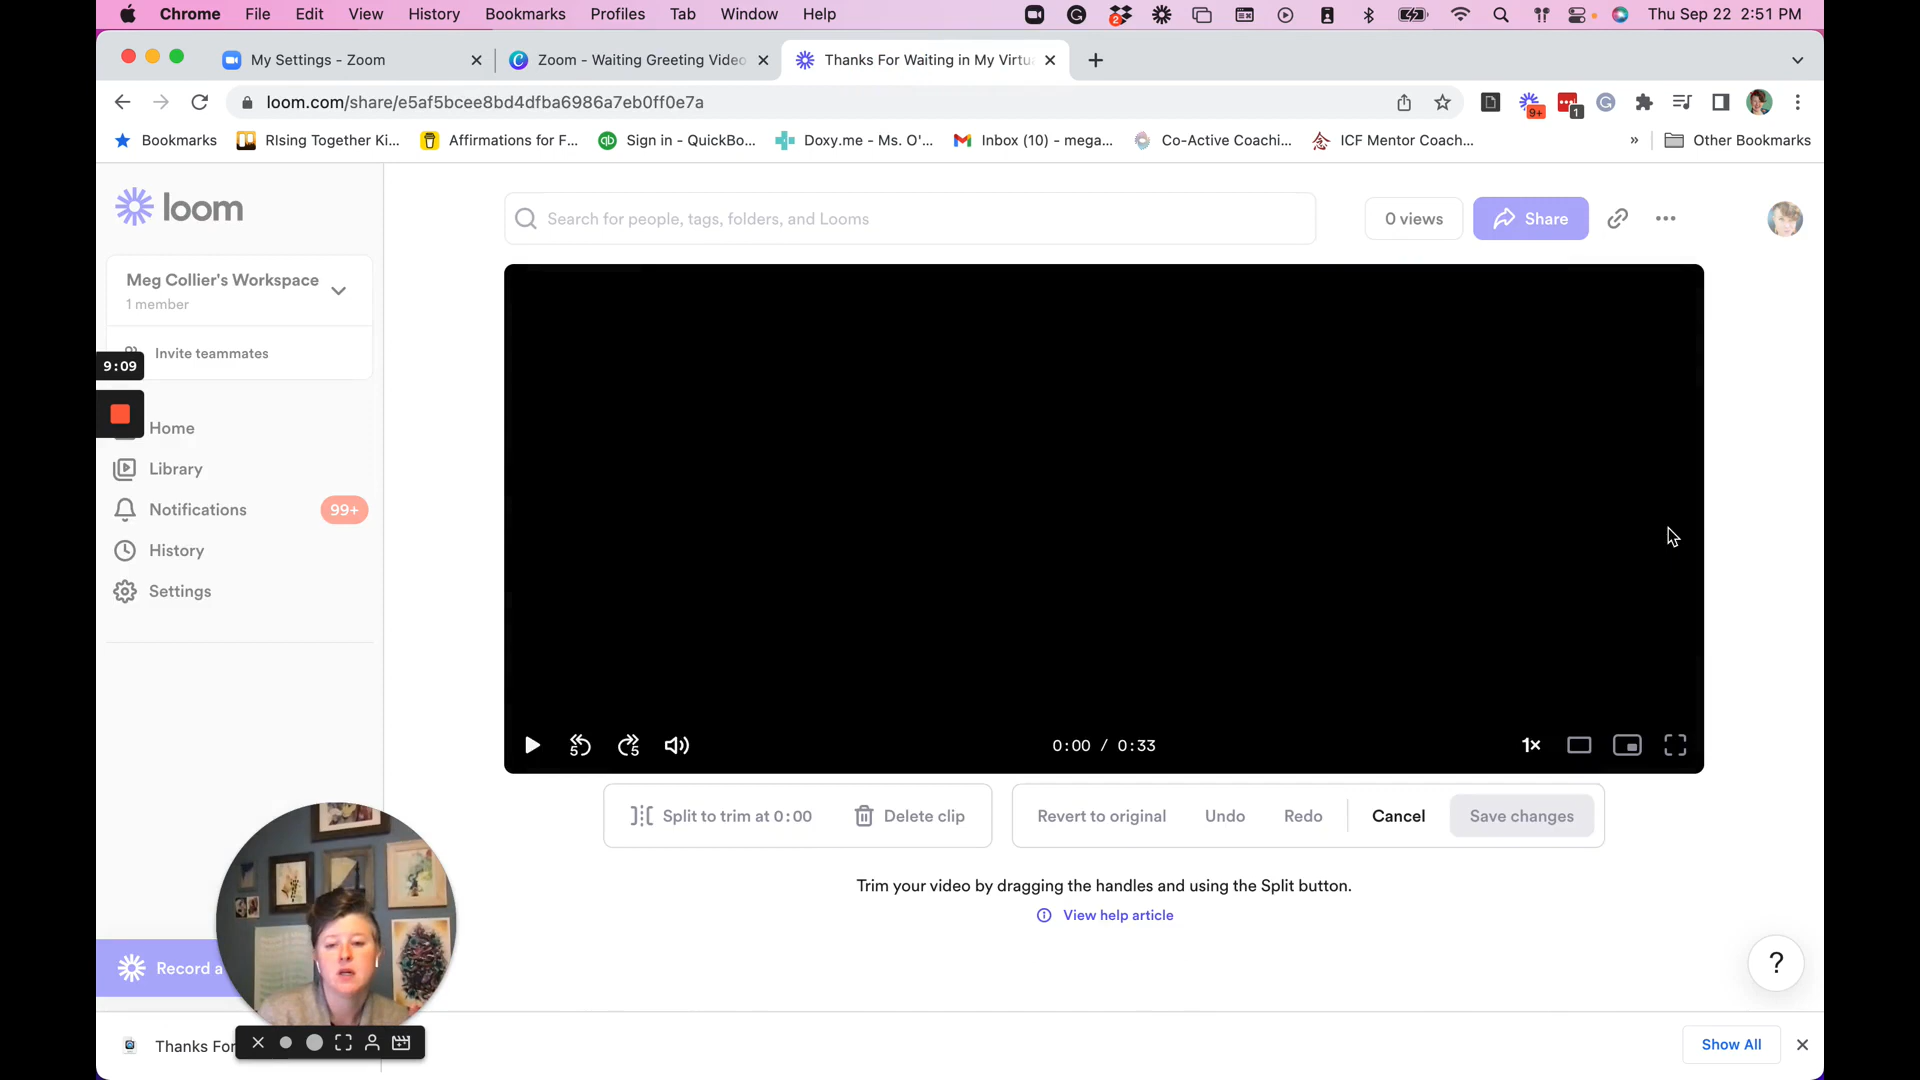 Chrome File Edit View History Bookmarks Profiles Tab Window Help 2 Thu Sep 22 2:51 PM
My Settings - Zoom Zoom - Waiting Greeting Video Thanks For Waiting in My Virtu
loom.com/share/e5af5bcee8bd4dfba6986a7eb0ff0e7a 9+ 1
Bookmarks RIsing Together Ki... Affirmations for F... Sign in - QuickBo... Doxy.me - Ms. O'... Inbox (10) - mega... Co-Active Coachi... ICF Mentor Coach... » Other Bookmarks
loom
Search for people, tags, folders, and Looms
0 views Share
Meg Collier's Workspace
1 member
Invite teammates
9:09
Home
Library
Notifications 99+
History
Settings
5 5 0:00 / 0:33 1×
Split to trim at 0:00 Delete clip Revert to original Undo Redo Cancel Save changes
Trim your video by dragging the handles and using the Split button.
View help article
Record a
?
Thanks For
Show All